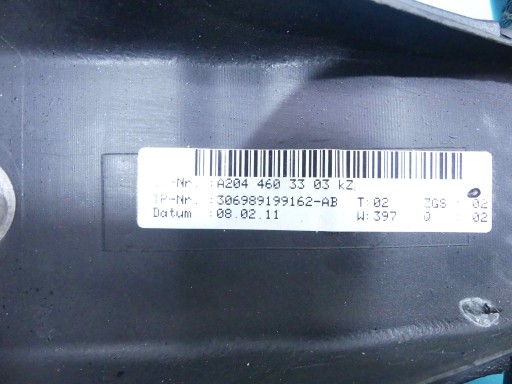 -Nr. :A204 460 33 03 kZ
TP-Nr. :306989199162-AB T:02 ZGS : 02
Datum :08.02.11 W:397 Q : 02